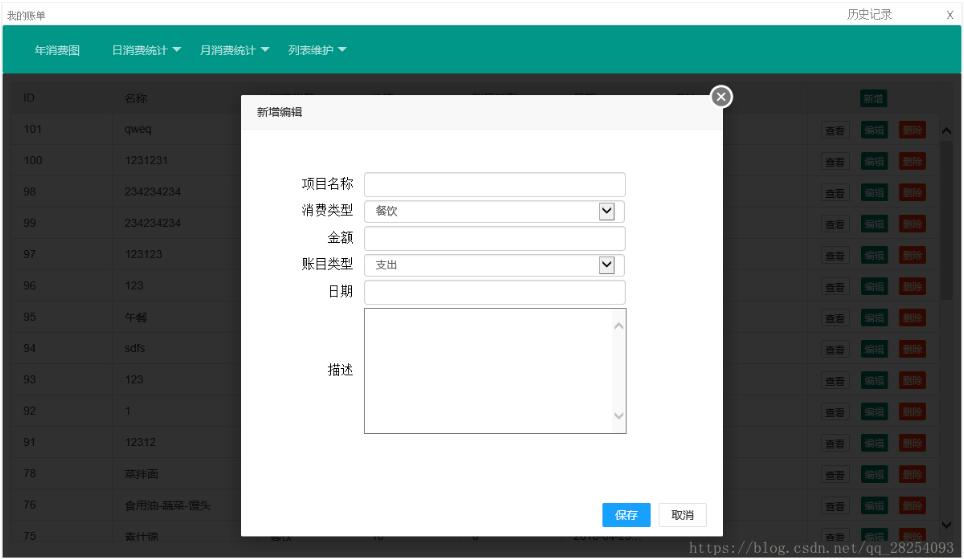 我的账单 历史记录 X
年消费图 日消费统计 月消费统计 列表维护
ID 名称 新增
新增编辑
101 qweq 查看 编辑 删除
100 1231231 查看 编辑 删除
项目名称
98 234234234 查看 编辑 删除
消费类型 餐饮
99 234234234 查看 编辑 删除
金额
97 123123 查看 编辑 删除
账目类型 支出
96 123 查看 编辑 删除
日期
95 午餐 查看 编辑 删除
94 sdfs 查看 编辑 删除
描述
93 123 查看 编辑 删除
92 1 查看 编辑 删除
91 12312 查看 编辑 删除
78 菜拌面 查看 编辑 删除
76 食用油-蔬菜-馒头 查看 编辑 删除
保存 取消
75 查看 编辑 删除
https://blog.csdn.net/qq_28254093